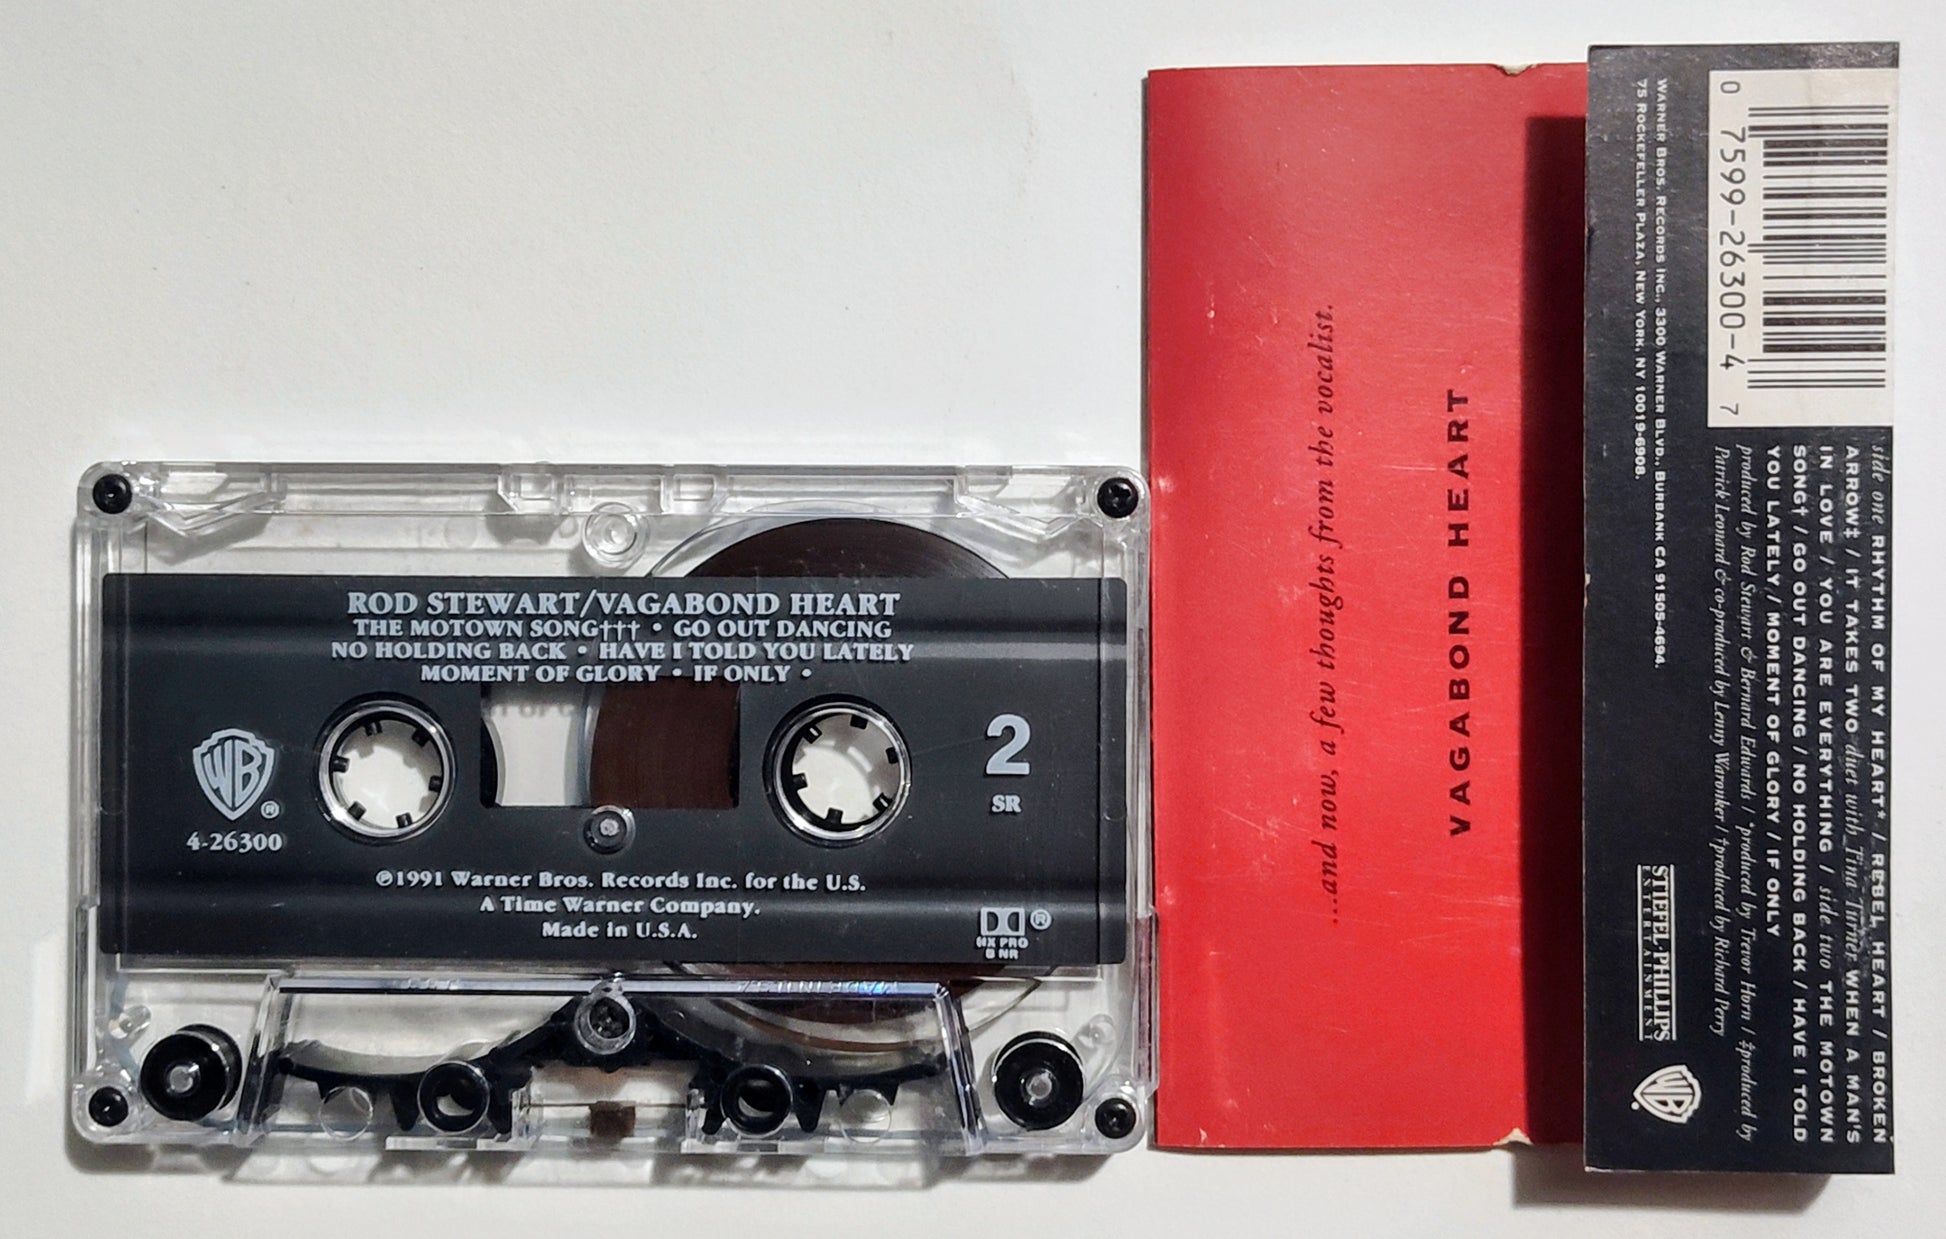 ROD STEWART/VAGABOND HEART
THE MOTOWN SONG††† • GO OUT DANCING
NO HOLDING BACK • HAVE I TOLD YOU LATELY
MOMENT OF GLORY • IF ONLY •
WB
®
4-26300
2
SR
℗1991 Warner Bros. Records Inc. for the U.S.
A Time Warner Company.
Made in U.S.A.
®
HX PRO
B NR
...and now, a few thoughts from the vocalist.
VAGABOND HEART
0 7599-26300-4 7
side one RHYTHM OF MY HEART* / REBEL HEART / BROKEN
ARROW‡ / IT TAKES TWO duet with Tina Turner WHEN A MAN'S
IN LOVE / YOU ARE EVERYTHING / side two THE MOTOWN
SONG† / GO OUT DANCING / NO HOLDING BACK / HAVE I TOLD
YOU LATELY / MOMENT OF GLORY / IF ONLY
produced by Rod Stewart & Bernard Edwards / *produced by Trevor Horn / ‡produced by
Patrick Leonard & co-produced by Lenny Waronker / †produced by Richard Perry
WARNER BROS. RECORDS INC., 3300 WARNER BLVD., BURBANK CA 91505-4694.
75 ROCKEFELLER PLAZA, NEW YORK, NY 10019-6908.
STIEFEL·PHILLIPS
ENTERTAINMENT
WB